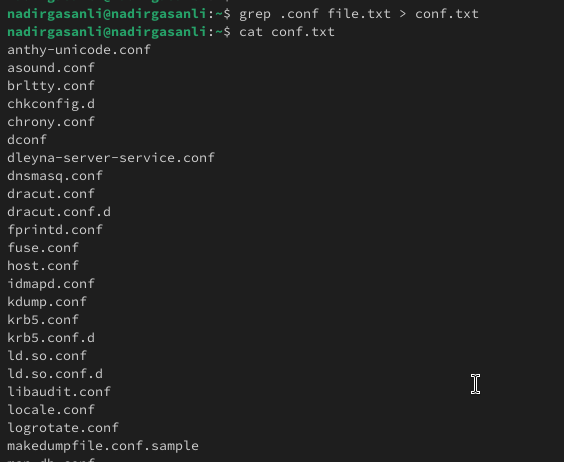 nadirgasanli@nadirgasanli:~$ grep .conf file.txt > conf.txt
nadirgasanli@nadirgasanli:~$ cat conf.txt
anthy-unicode.conf
asound.conf
brltty.conf
chkconfig.d
chrony.conf
dconf
dleyna-server-service.conf
dnsmasq.conf
dracut.conf
dracut.conf.d
fprintd.conf
fuse.conf
host.conf
idmapd.conf
kdump.conf
krb5.conf
krb5.conf.d
ld.so.conf
ld.so.conf.d
libaudit.conf
locale.conf
logrotate.conf
makedumpfile.conf.sample